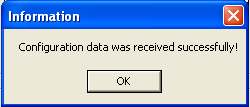 Information
Configuration data was received successfully!
OK